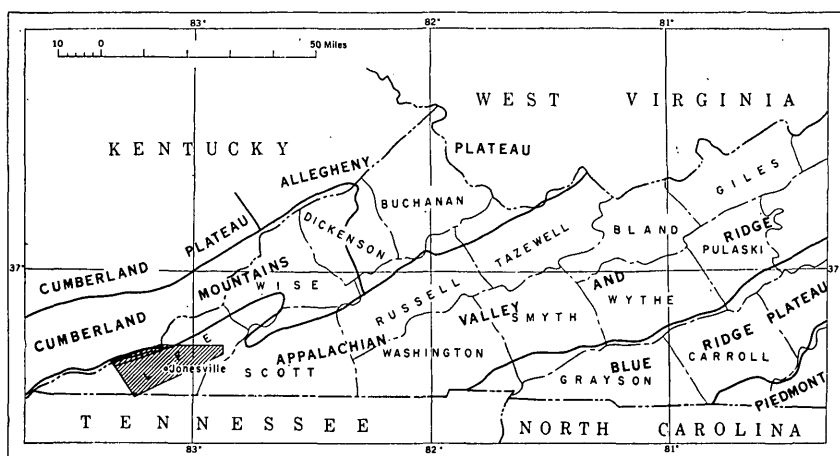 83°
82°
81°
10 0 50 Miles
WEST VIRGINIA
KENTUCKY
ALLEGHENY PLATEAU
GILES
BUCHANAN
DICKENSON
BLAND
TAZEWELL
RIDGE
PULASKI
PLATEAU
37°
37°
CUMBERLAND
MOUNTAINS
WISE
AND
WYTHE
RUSSELL
CUMBERLAND
VALLEY
SMYTH
RIDGE PLATEAU
LEE
APPALACHIAN
WASHINGTON
CARROLL
Jonesville
SCOTT
BLUE
GRAYSON
PIEDMONT
TENNESSEE
NORTH CAROLINA
83°
82°
81°